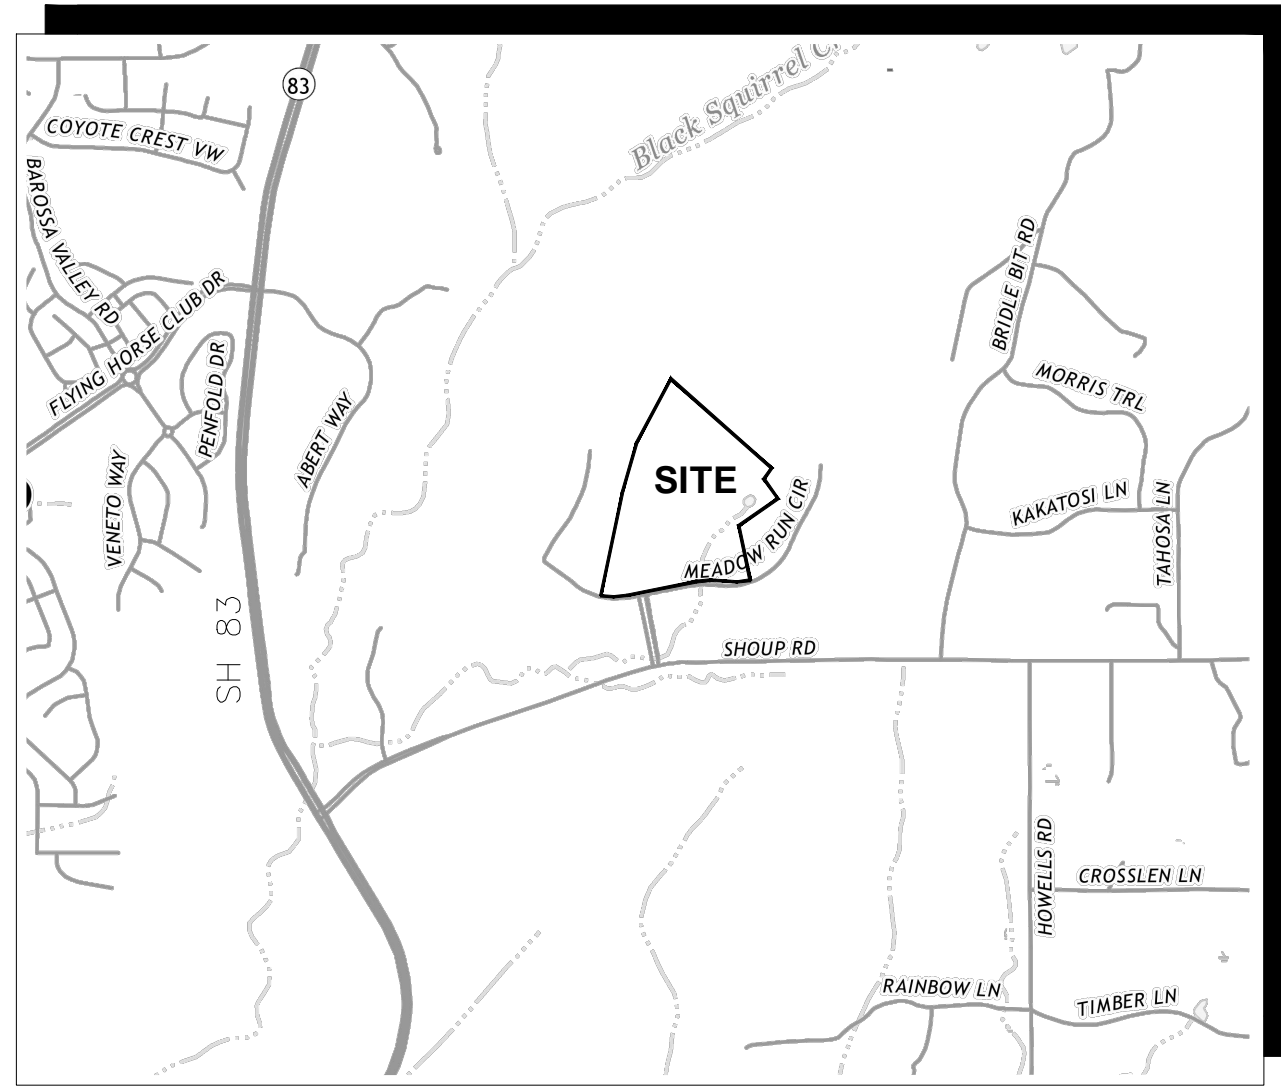 83
Black Squirrel C
COYOTE CREST VW
BAROSSA VALLEY RD
FLYING HORSE CLUB DR
PENFOLD DR
VENETO WAY
ABERT WAY
BRIDLE BIT RD
MORRIS TRL
KAKATOSI LN
TAHOSA LN
SITE
MEADOW RUN CIR
SH 83
SHOUP RD
HOWELLS RD
CROSSLEN LN
RAINBOW LN
TIMBER LN